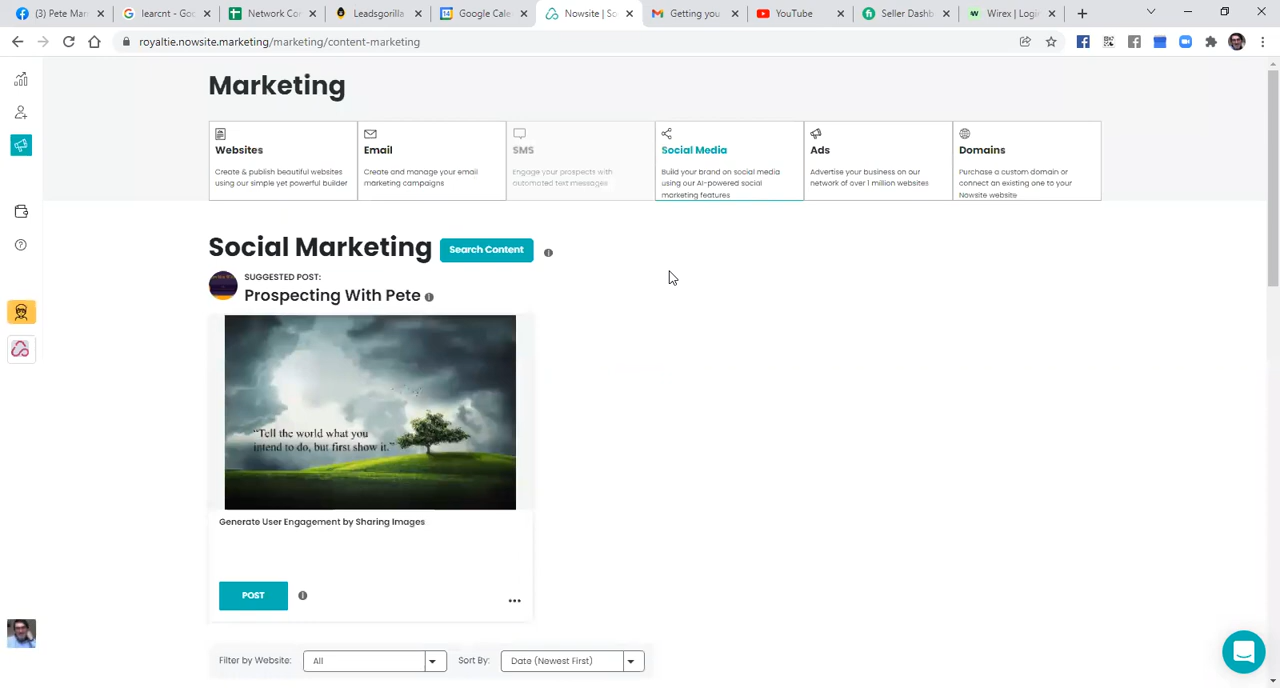 (3) Pete Mar
learcnt - Goo
Network Co
Leadsgorilla
Google Cale
Nowsite | So
Getting you
YouTube
Seller Dashb
Wirex | Login
royaltie.nowsite.marketing/marketing/content-marketing
Marketing
Websites
Create & publish beautiful websites
using our simple yet powerful builder
Email
Create and manage your email
marketing campaigns
SMS
Engage your prospects with
automated text messages
Social Media
Build your brand on social media
using our AI-powered social
marketing features
Ads
Advertise your business on our
network of over 1 million websites
Domains
Purchase a custom domain or
connect an existing one to your
Nowsite website
Social Marketing
Search Content
SUGGESTED POST:
Prospecting With Pete
"Tell the world what you
intend to do, but first show it."
Generate User Engagement by Sharing Images
POST
Filter by Website:
All
Sort By:
Date (Newest First)